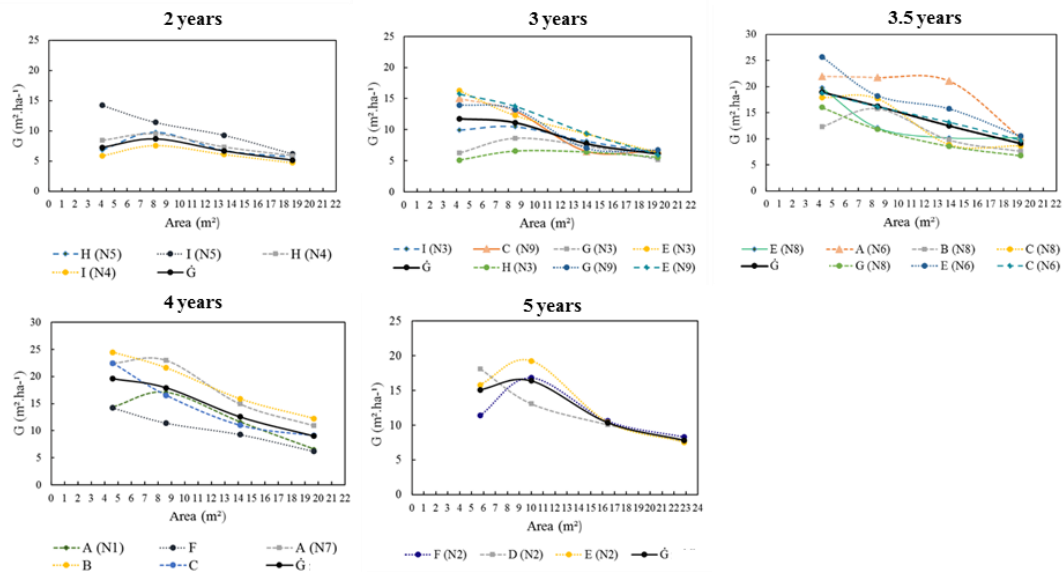 2 years
25
20
15
10
5
0
G (m².ha⁻¹)
0 1 2 3 4 5 6 7 8 9 10 11 12 13 14 15 16 17 18 19 20 21 22
Area (m²)
H (N5) I (N5) H (N4)
I (N4) Ġ
3 years
25
20
15
10
5
0
G (m².ha⁻¹)
0 1 2 3 4 5 6 7 8 9 10 11 12 13 14 15 16 17 18 19 20 21 22
Area (m²)
I (N3) C (N9) G (N3) E (N3)
Ġ H (N3) G (N9) E (N9)
3.5 years
30
25
20
15
10
5
0
G (m².ha⁻¹)
0 1 2 3 4 5 6 7 8 9 10 11 12 13 14 15 16 17 18 19 20 21 22
Area (m²)
E (N8) A (N6) B (N8) C (N8)
Ġ G (N8) E (N6) C (N6)
4 years
30
25
20
15
10
5
0
G (m².ha⁻¹)
0 1 2 3 4 5 6 7 8 9 10 11 12 13 14 15 16 17 18 19 20 21 22
Area (m²)
A (N1) F A (N7)
B C Ġ
5 years
25
20
15
10
5
0
G (m².ha⁻¹)
0 1 2 3 4 5 6 7 8 9 10 11 12 13 14 15 16 17 18 19 20 21 22 23 24
Area (m²)
F (N2) D (N2) E (N2) Ġ